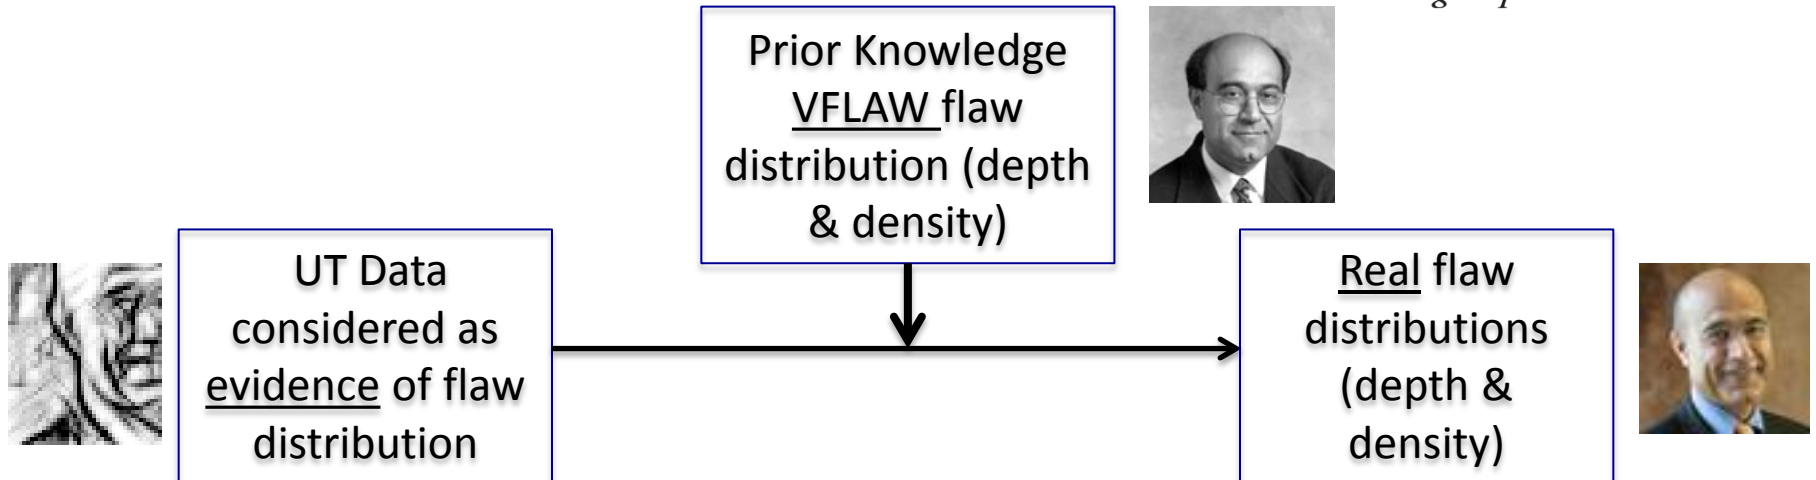 Prior Knowledge
VFLAW flaw
distribution (depth
& density)
UT Data
considered as
evidence of flaw
distribution
Real flaw
distributions
(depth &
density)